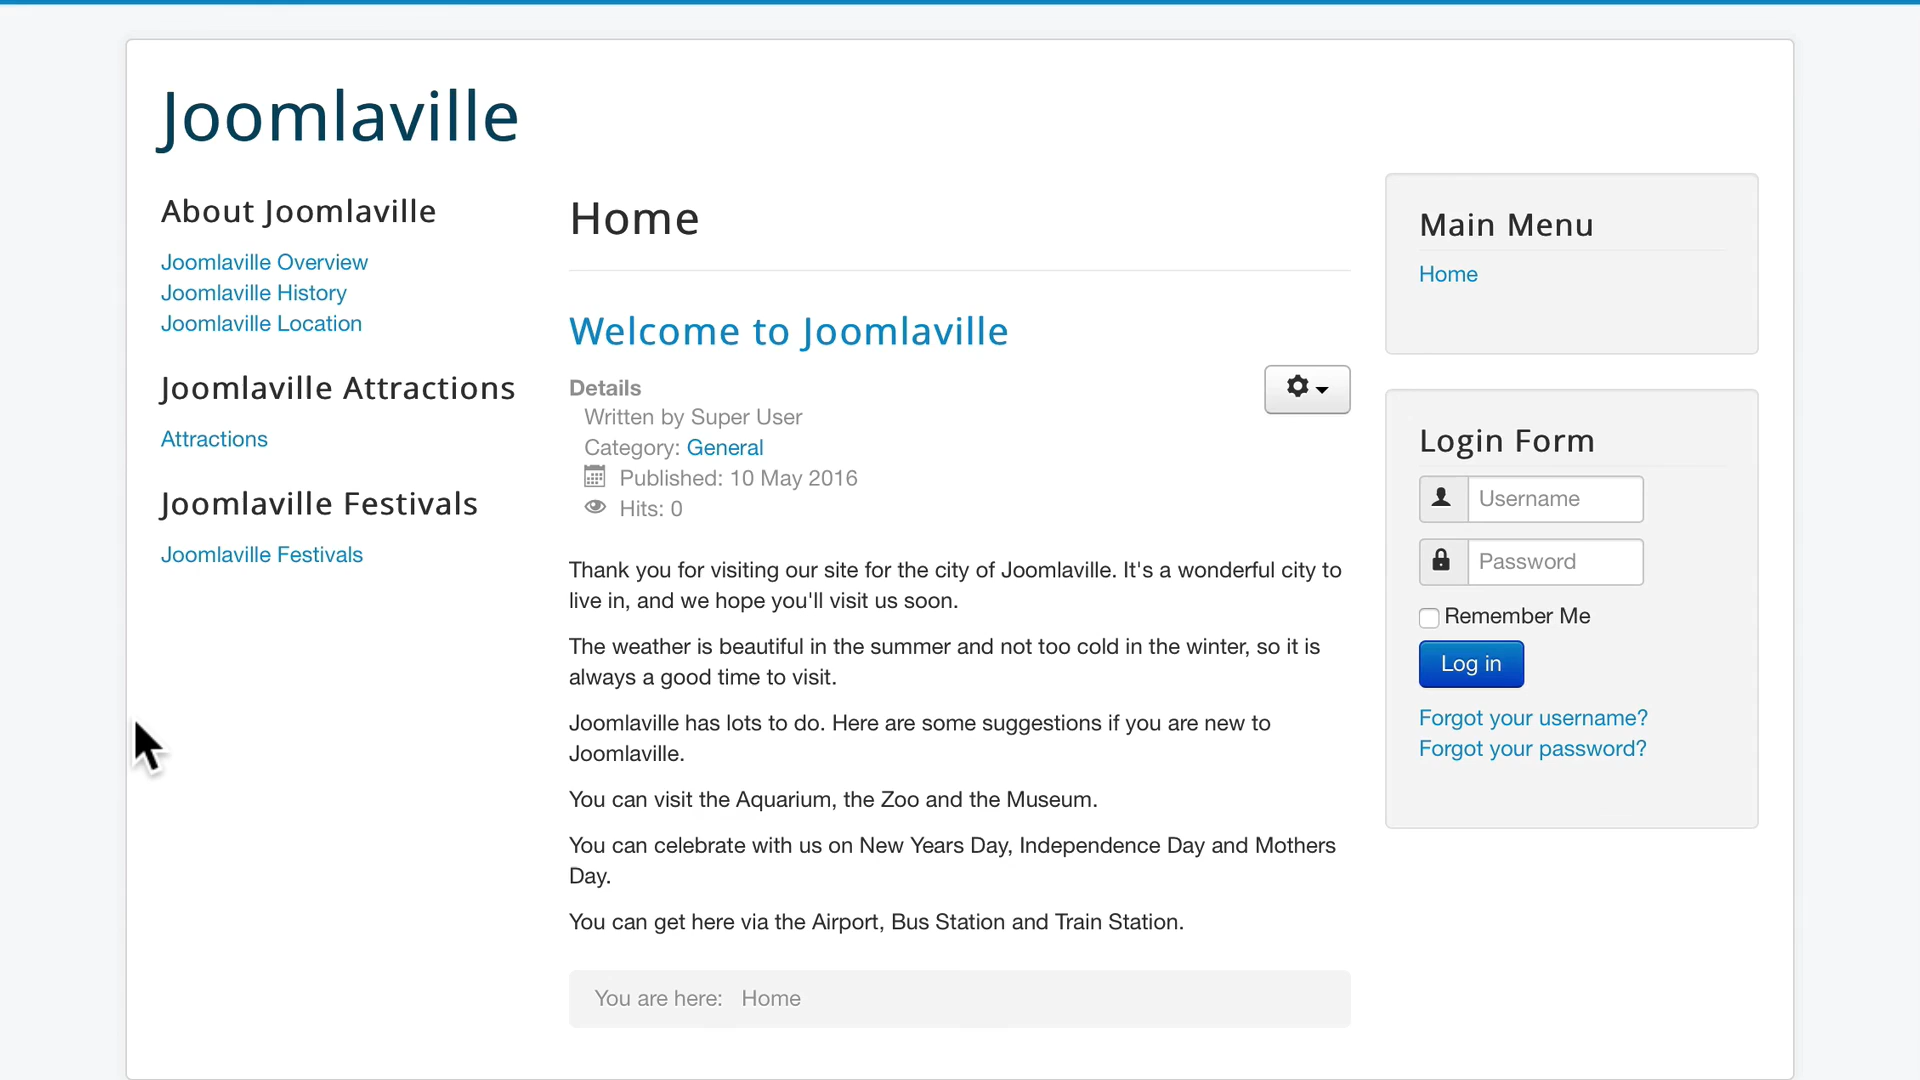 Joomlaville
About Joomlaville
Joomlaville Overview
Joomlaville History
Joomlaville Location
Joomlaville Attractions
Attractions
Joomlaville Festivals
Joomlaville Festivals
Home
Welcome to Joomlaville
Details
Written by Super User
Category: General
Published: 10 May 2016
Hits: 0
Thank you for visiting our site for the city of Joomlaville. It's a wonderful city to
live in, and we hope you'll visit us soon.
The weather is beautiful in the summer and not too cold in the winter, so it is
always a good time to visit.
Joomlaville has lots to do. Here are some suggestions if you are new to
Joomlaville.
You can visit the Aquarium, the Zoo and the Museum.
You can celebrate with us on New Years Day, Independence Day and Mothers
Day.
You can get here via the Airport, Bus Station and Train Station.
You are here: Home
Main Menu
Home
Login Form
Username
Password
Remember Me
Log in
Forgot your username?
Forgot your password?